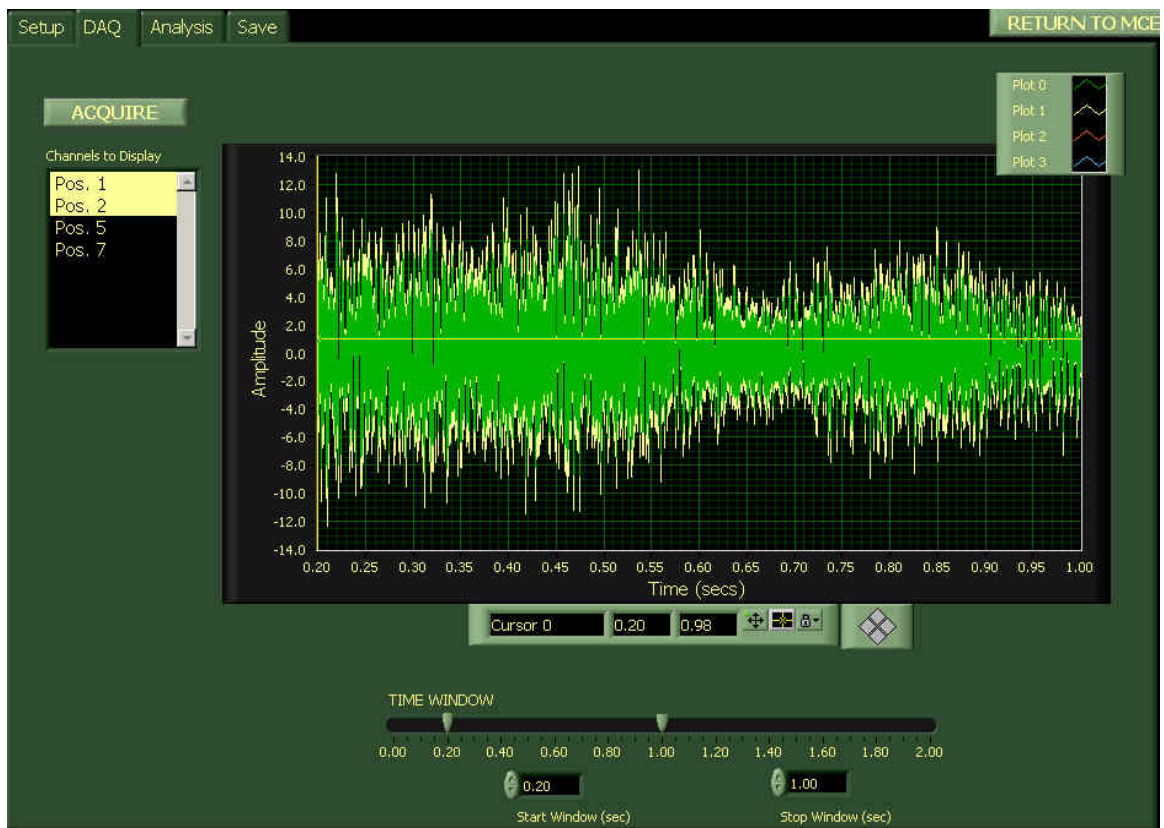 Setup DAQ Analysis Save RETURN TO MCE
Plot 0
Plot 1
Plot 2
Plot 3
ACQUIRE
Channels to Display
Pos. 1
Pos. 2
Pos. 5
Pos. 7
Amplitude
14.0
12.0
10.0
8.0
6.0
4.0
2.0
0.0
-2.0
-4.0
-6.0
-8.0
-10.0
-12.0
-14.0
0.20 0.25 0.30 0.35 0.40 0.45 0.50 0.55 0.60 0.65 0.70 0.75 0.80 0.85 0.90 0.95 1.00
Time (secs)
Cursor 0 0.20 0.98
TIME WINDOW
0.00 0.20 0.40 0.60 0.80 1.00 1.20 1.40 1.60 1.80 2.00
0.20 1.00
Start Window (sec) Stop Window (sec)